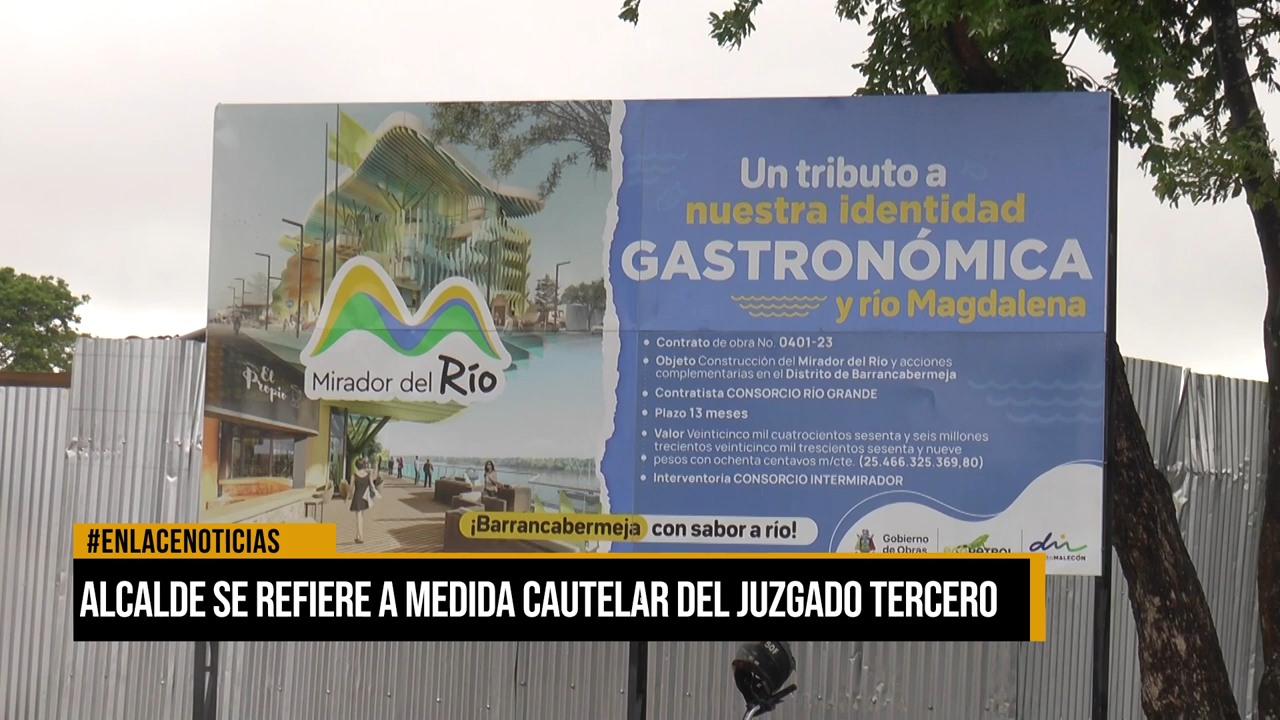 Un tributo a
nuestra identidad
GASTRONÓMICA
y río Magdalena
Mirador del Río
El Propio
• Contrato de obra No. 0401-23
• Objeto Construcción del Mirador del Río y acciones
complementarias en el Distrito de Barrancabermeja
• Contratista CONSORCIO RÍO GRANDE
• Plazo 13 meses
• Valor Veinticinco mil cuatrocientos sesenta y seis millones
trecientos veinticinco mil trescientos sesenta y nueve
• pesos con ochenta centavos m/cte. (25.466.325.369,80)
• Interventoría CONSORCIO INTERMIRADOR
¡Barrancabermeja con sabor a río!
Gobierno
de Obras
#ENLACENOTICIAS
ALCALDE SE REFIERE A MEDIDA CAUTELAR DEL JUZGADO TERCERO